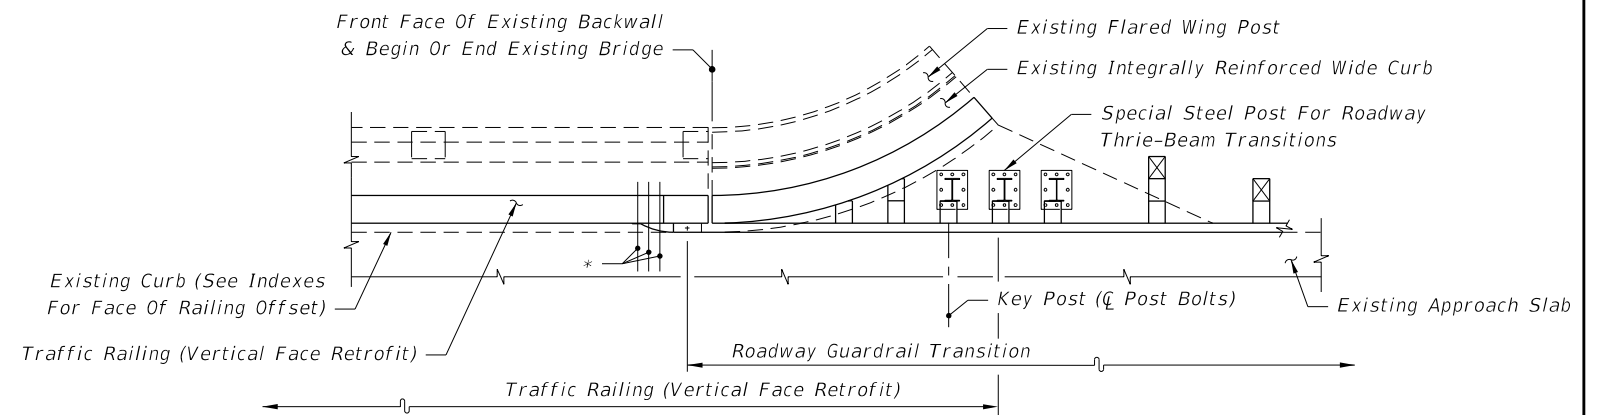 Front Face Of Existing Backwall
& Begin Or End Existing Bridge
Existing Flared Wing Post
Existing Integrally Reinforced Wide Curb
Special Steel Post For Roadway
Thrie-Beam Transitions
*
Existing Curb (See Indexes
For Face Of Railing Offset)
Key Post (℄ Post Bolts)
Existing Approach Slab
Traffic Railing (Vertical Face Retrofit)
Roadway Guardrail Transition
Traffic Railing (Vertical Face Retrofit)